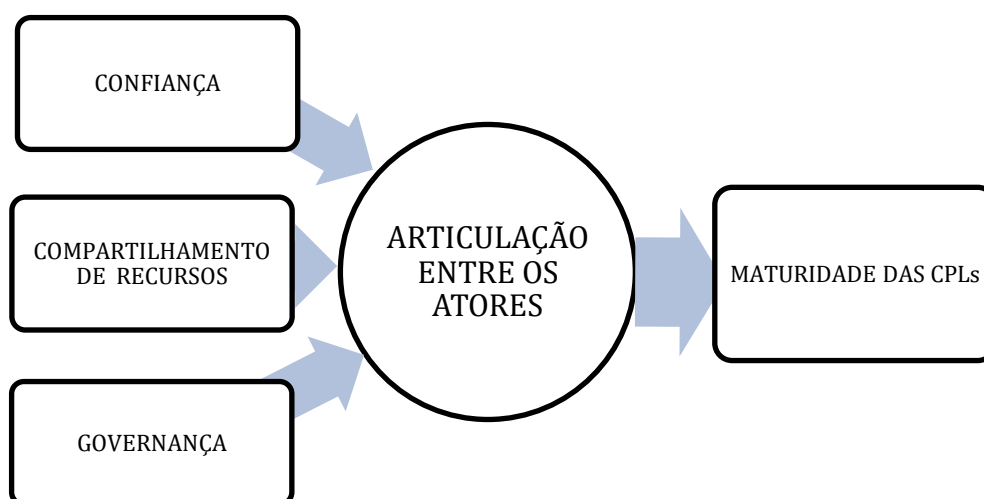 CONFIANÇA
COMPARTILHAMENTO
DE RECURSOS
GOVERNANÇA
ARTICULAÇÃO
ENTRE OS
ATORES
MATURIDADE DAS CPLs